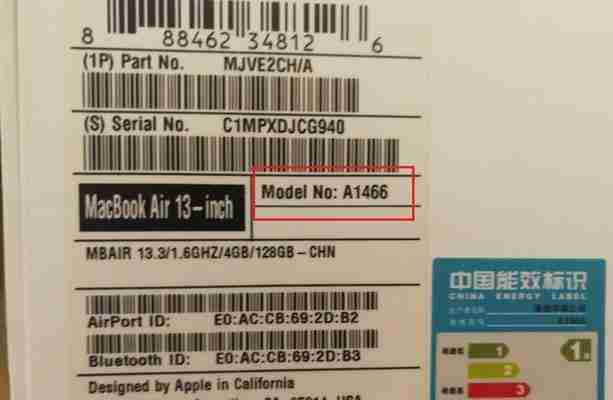 8 88462 34812 6
(1P) Part No. MJVE2CH/A
(S) Serial No. C1MPXDJCG940
MacBook Air 13-inch
Model No: A1466
MBAIR 13.3/1.6GHZ/4GB/128GB-CHN
AirPort ID: E0:AC:CB:69:2D:B2
Bluetooth ID: E0:AC:CB:69:2D:B3
Designed by Apple in California
中国能效标识
CHINA ENERGY LABEL
1
1
2
3